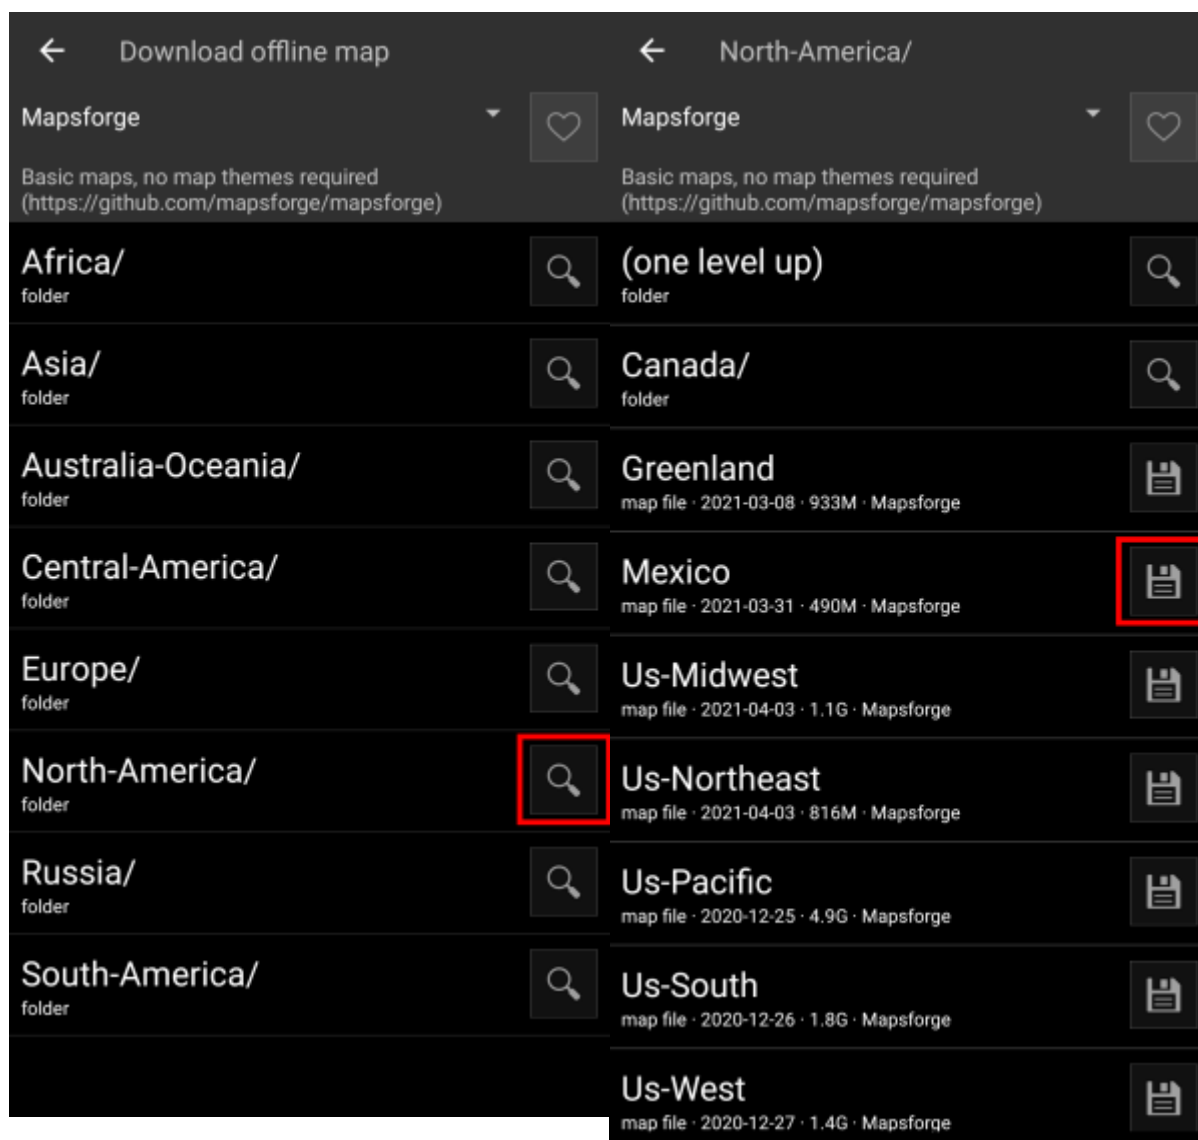 Download offline map
Mapsforge
Basic maps, no map themes required
(https://github.com/mapsforge/mapsforge)
Africa/
folder
Asia/
folder
Australia-Oceania/
folder
Central-America/
folder
Europe/
folder
North-America/
folder
Russia/
folder
South-America/
folder
North-America/
Mapsforge
Basic maps, no map themes required
(https://github.com/mapsforge/mapsforge)
(one level up)
folder
Canada/
folder
Greenland
map file · 2021-03-08 · 933M · Mapsforge
Mexico
map file · 2021-03-31 · 490M · Mapsforge
Us-Midwest
map file · 2021-04-03 · 1.1G · Mapsforge
Us-Northeast
map file · 2021-04-03 · 816M · Mapsforge
Us-Pacific
map file · 2020-12-25 · 4.9G · Mapsforge
Us-South
map file · 2020-12-26 · 1.8G · Mapsforge
Us-West
map file · 2020-12-27 · 1.4G · Mapsforge